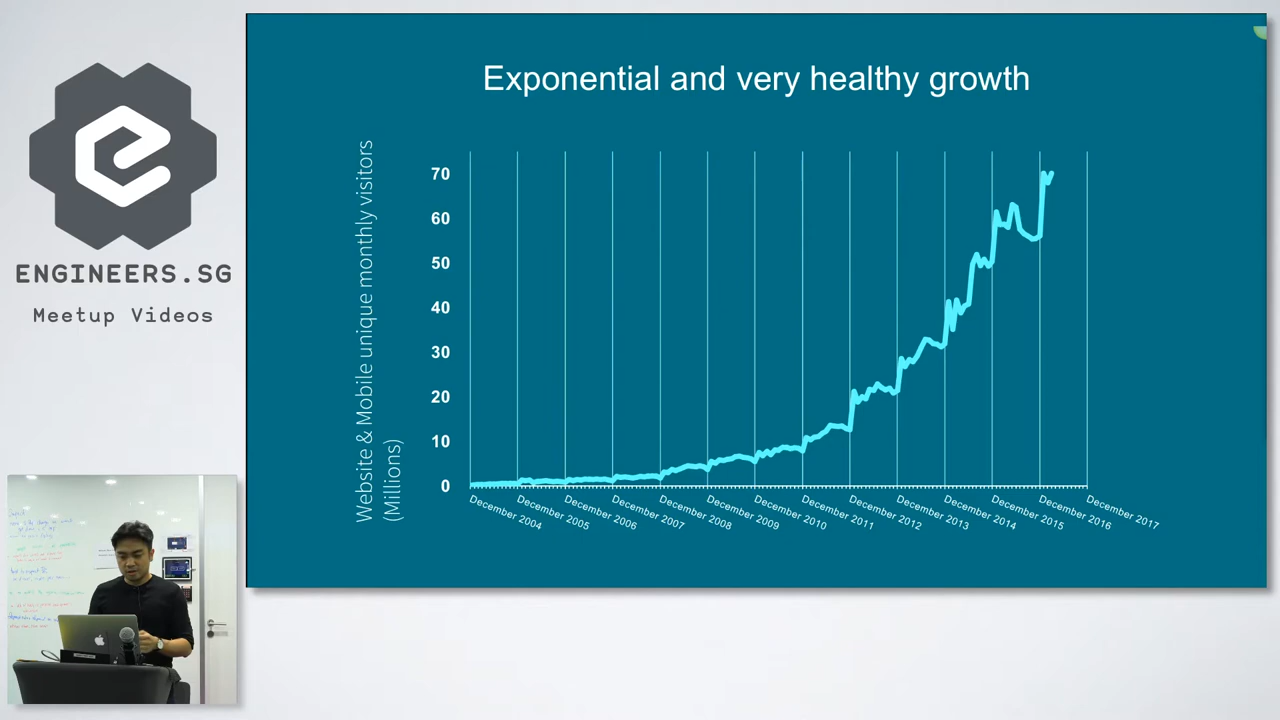 ENGINEERS.SG
Meetup Videos
Exponential and very healthy growth
Website & Mobile unique monthly visitors
(Millions)
70
60
50
40
30
20
10
0
December 2004
December 2005
December 2006
December 2007
December 2008
December 2009
December 2010
December 2011
December 2012
December 2013
December 2014
December 2015
December 2016
December 2017